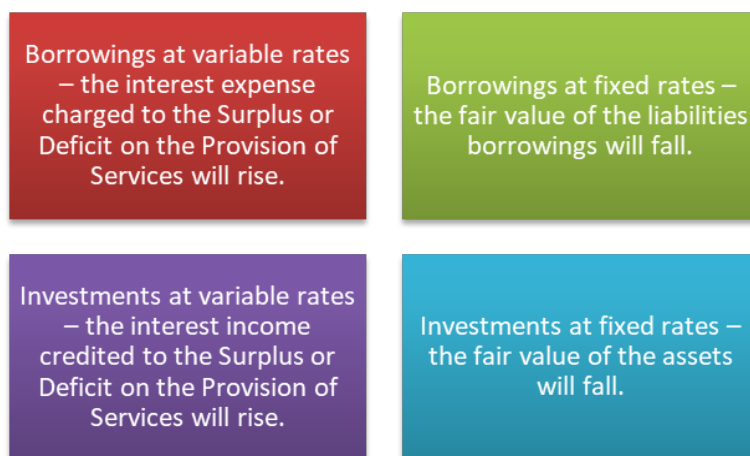 Borrowings at variable rates
– the interest expense
charged to the Surplus or
Deficit on the Provision of
Services will rise.
Borrowings at fixed rates –
the fair value of the liabilities
borrowings will fall.
Investments at variable rates
– the interest income
credited to the Surplus or
Deficit on the Provision of
Services will rise.
Investments at fixed rates –
the fair value of the assets
will fall.